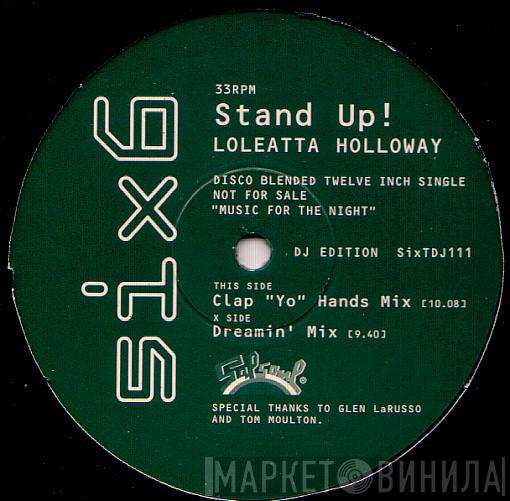 six6
33RPM
Stand Up!
LOLEATTA HOLLOWAY
DISCO BLENDED TWELVE INCH SINGLE
NOT FOR SALE
"MUSIC FOR THE NIGHT"
DJ EDITION SixTDJ111
THIS SIDE
Clap "Yo" Hands Mix [10.08]
X SIDE
Dreamin' Mix [9.40]
Salsoul®
SPECIAL THANKS TO GLEN LaRUSSO
AND TOM MOULTON.
МАРКЕТ ВИНИЛА